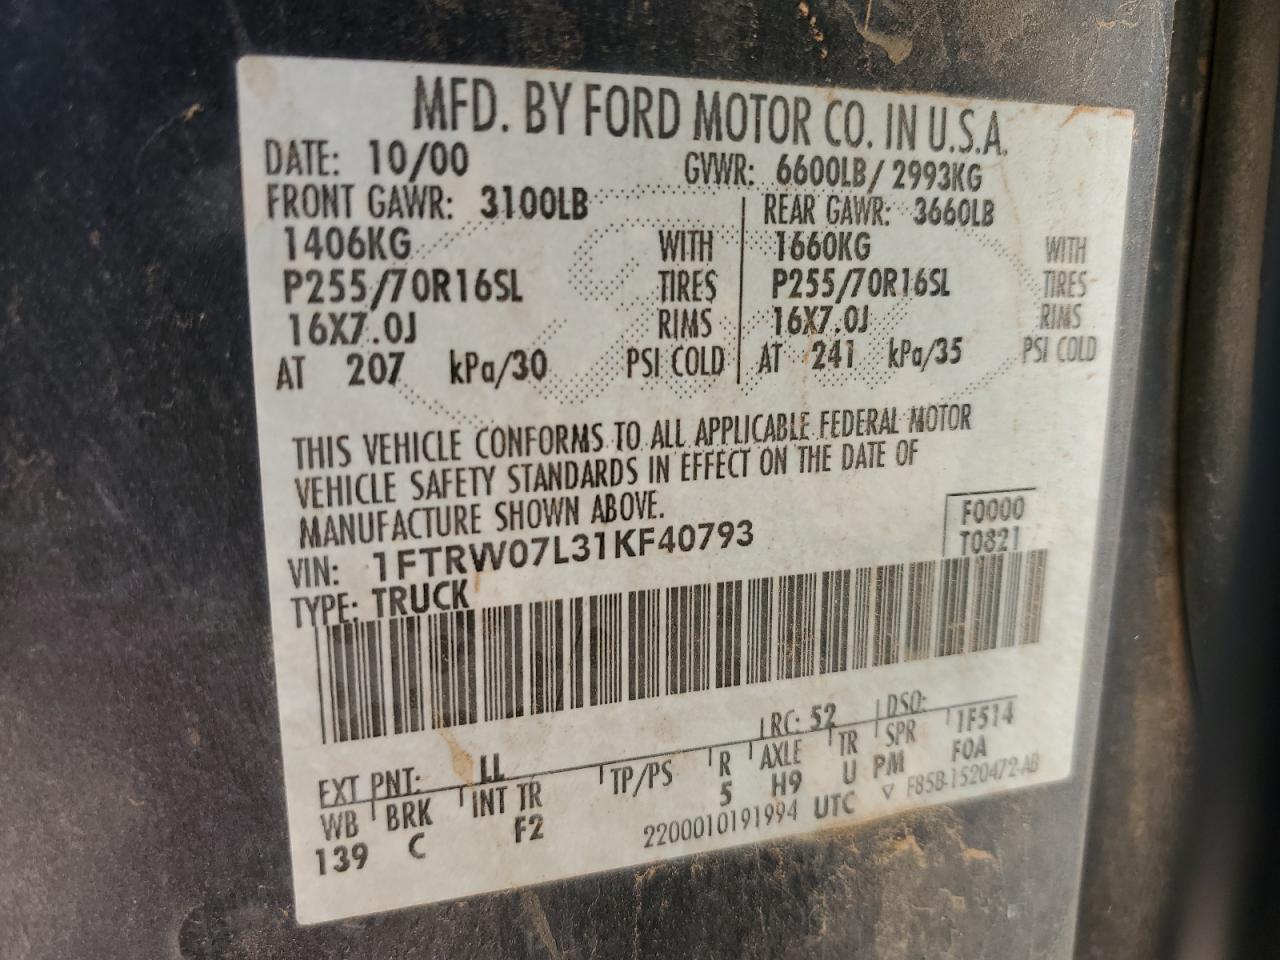 MFD. BY FORD MOTOR CO. IN U.S.A.
DATE: 10/00 GVWR: 6600LB/ 2993KG
FRONT GAWR: 3100LB REAR GAWR: 3660LB
1406KG WITH 1660KG WITH
P255/70R16SL TIRES P255/70R16SL TIRES
16X7.0J RIMS 16X7.0J RIMS
AT 207 kPa/30 PSI COLD AT 241 kPa/35 PSI COLD
THIS VEHICLE CONFORMS TO ALL APPLICABLE FEDERAL MOTOR
VEHICLE SAFETY STANDARDS IN EFFECT ON THE DATE OF
MANUFACTURE SHOWN ABOVE.
F0000
VIN: 1FTRW07L31KF40793
T0821
TYPE: TRUCK
EXT PNT: LL RC: 52 DSO:
WB BRK INT TR TP/PS R AXLE TR SPR 1F514
139 C F2 5 H9 U PM FOA
2200010191994 UTC ▽ F85B-1520472-AB